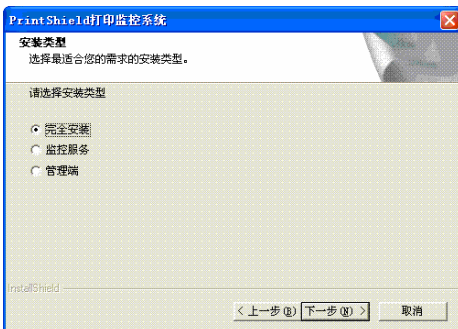 PrintShield打印监控系统
安装类型
选择最适合您的需求的安装类型。
请选择安装类型
完全安装
监控服务
管理端
InstallShield
< 上一步(B) 下一步(N) > 取消